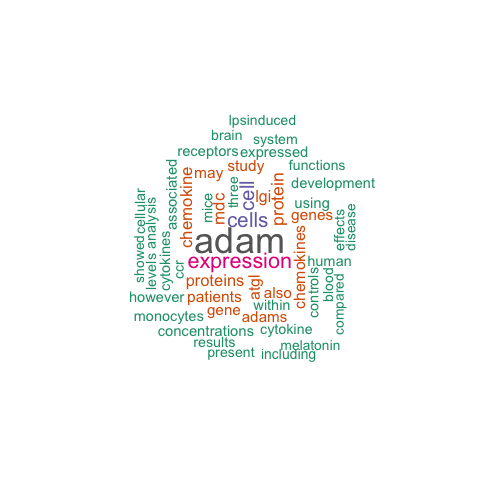 lpsinduced
brain
system
receptors
expressed
may
study
functions
chemokine
associated
mdc
mice
three
cell
lgi
protein
development
using
genes
cells
adam
expression
showed
cellular
levels
analysis
cytokines
ccr
effects
disease
chemokines
human
proteins
atgl
also
controls
blood
compared
however
patients
within
gene
adams
monocytes
concentrations
cytokine
results
melatonin
present
including